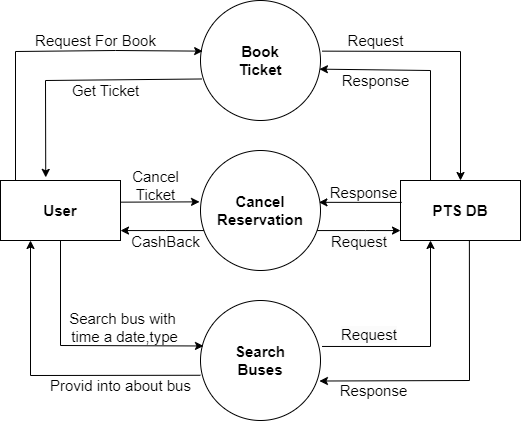 Request For Book
Book
Ticket
Request
Get Ticket
Response
Cancel
Ticket
User
Cancel
Reservation
Response
PTS DB
CashBack
Request
Search bus with
time a date,type
Search
Buses
Request
Provid into about bus
Response